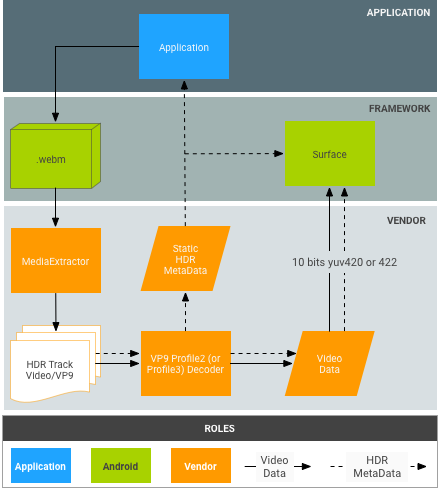 APPLICATION
Application
FRAMEWORK
.webm
Surface
VENDOR
MediaExtractor
Static
HDR
MetaData
10 bits yuv420 or 422
HDR Track
Video/VP9
VP9 Profile2 (or
Profile3) Decoder
Video
Data
ROLES
Application
Android
Vendor
Video
Data
HDR
MetaData